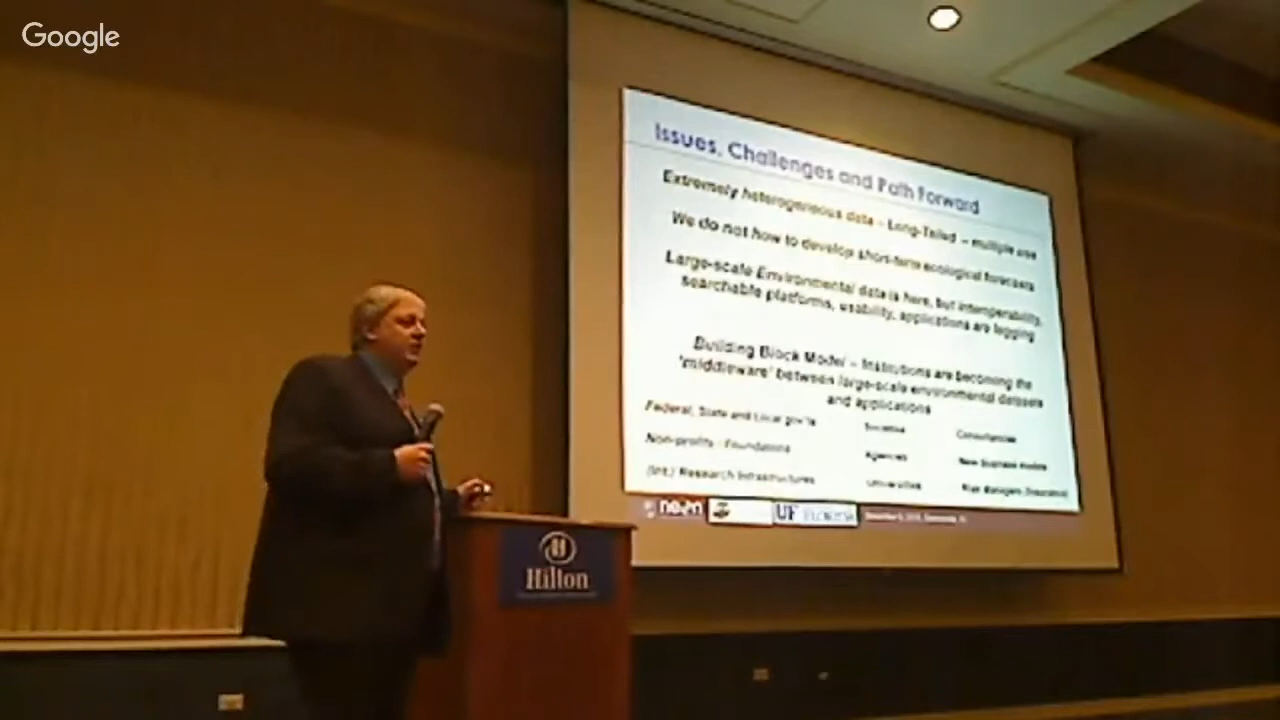 Google
Issues, Challenges and Path Forward
Extremely heterogeneous data – Long-Tailed – multiple use
We do not how to develop short-term ecological forecasts
Large-scale Environmental data is here, but interoperability,
searchable platforms, usability, applications are lagging
Building Block Model – Institutions are becoming the
'middleware' between large-scale environmental datasets
and applications
Federal, State and Local gov'ts
Societies
Consultancies
Non-profits - Foundations
Agencies
New business models
(Int.) Research Infrastructures
Universities
Risk Managers (Insurance)
neon
UF
Hilton